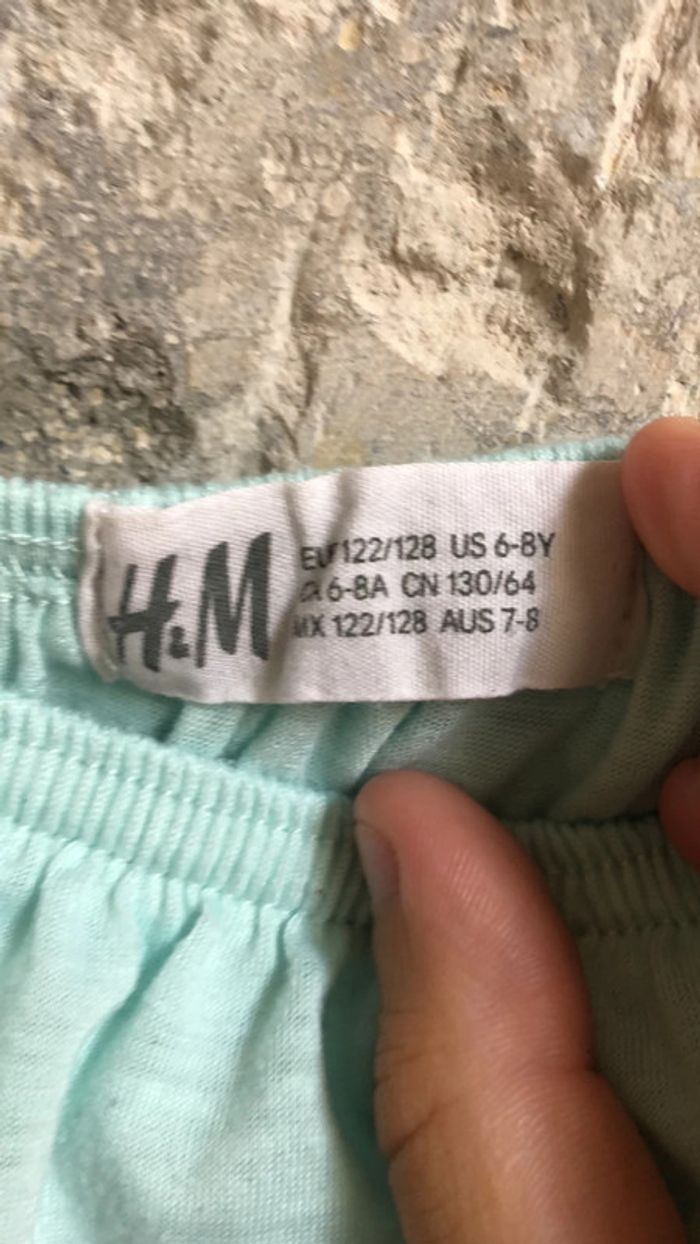 H&M
EU 122/128 US 6-8Y
CA 6-8A CN 130/64
MX 122/128 AUS 7-8